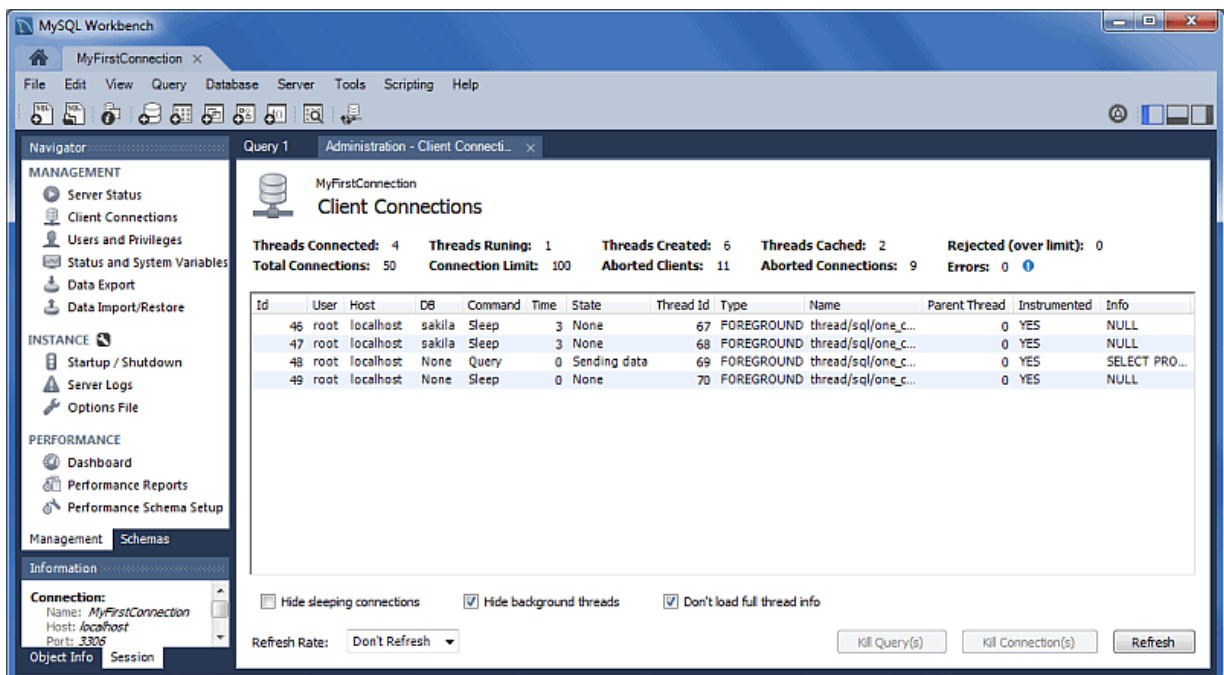 MySQL Workbench
MyFirstConnection
File Edit View Query Database Server Tools Scripting Help
Navigator
MANAGEMENT
Server Status
Client Connections
Users and Privileges
Status and System Variables
Data Export
Data Import/Restore
INSTANCE
Startup / Shutdown
Server Logs
Options File
PERFORMANCE
Dashboard
Performance Reports
Performance Schema Setup
Management Schemas
Information
Connection:
Name: MyFirstConnection
Host: localhost
Port: 3306
Object Info Session
Query 1 Administration - Client Connecti...
MyFirstConnection
Client Connections
Threads Connected: 4 Threads Runing: 1 Threads Created: 6 Threads Cached: 2 Rejected (over limit): 0
Total Connections: 50 Connection Limit: 100 Aborted Clients: 11 Aborted Connections: 9 Errors: 0
Id User Host DB Command Time State Thread Id Type Name Parent Thread Instrumented Info
46 root localhost sakila Sleep 3 None 67 FOREGROUND thread/sql/one_c... 0 YES NULL
47 root localhost sakila Sleep 3 None 68 FOREGROUND thread/sql/one_c... 0 YES NULL
48 root localhost None Query 0 Sending data 69 FOREGROUND thread/sql/one_c... 0 YES SELECT PRO...
49 root localhost None Sleep 0 None 70 FOREGROUND thread/sql/one_c... 0 YES NULL
Hide sleeping connections Hide background threads Don't load full thread info
Refresh Rate: Don't Refresh Kill Query(s) Kill Connection(s) Refresh